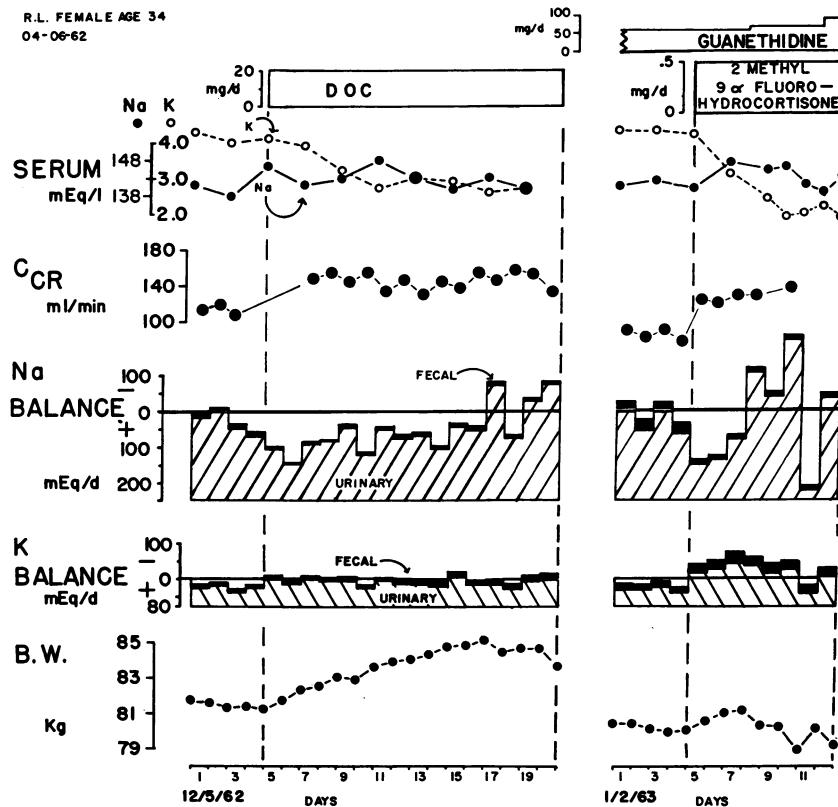 R.L. FEMALE AGE 34
04-06-62
mg/d
100
50
0
GUANETHIDINE
mg/d
20
10
0
DOC
mg/d
.5
0
2 METHYL
9 α FLUORO-
HYDROCORTISONE
Na K
K
Na
SERUM
mEq/l
148
138
4.0
3.0
2.0
CCR
ml/min
180
140
100
Na
BALANCE
mEq/d
100
0
100
200
−
+
FECAL
URINARY
K
BALANCE
mEq/d
100
0
80
−
+
FECAL
URINARY
B.W.
Kg
85
83
81
79
1 3 5 7 9 11 13 15 17 19
1 3 5 7 9 11
12/5/62 DAYS
1/2/63 DAYS